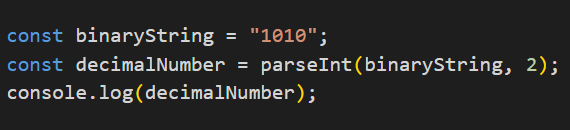 const binaryString = "1010";
const decimalNumber = parseInt(binaryString, 2);
console.log(decimalNumber);